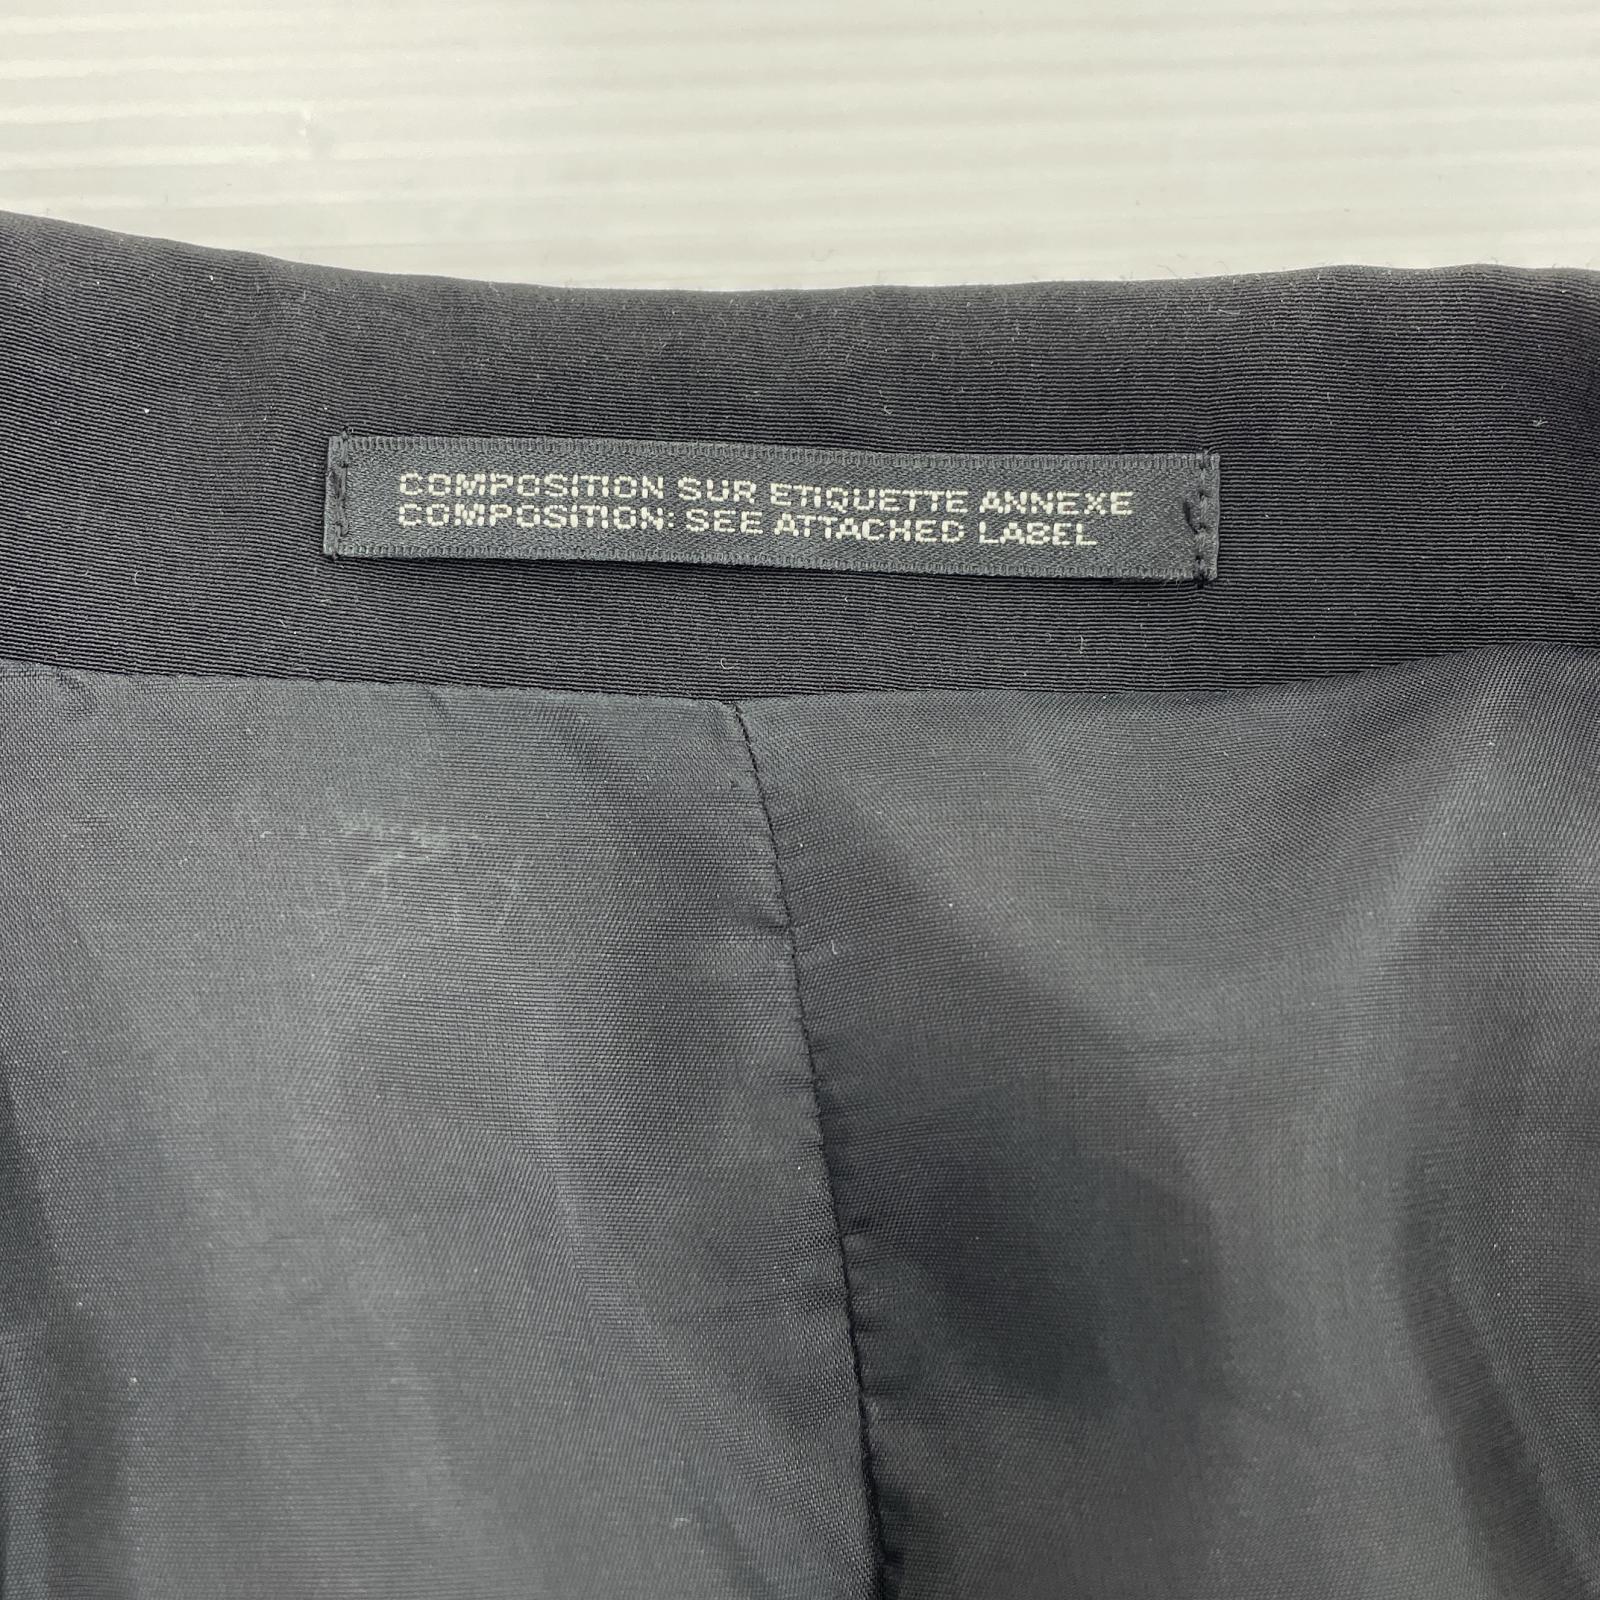 COMPOSITION SUR ETIQUETTE ANNEXE
COMPOSITION: SEE ATTACHED LABEL